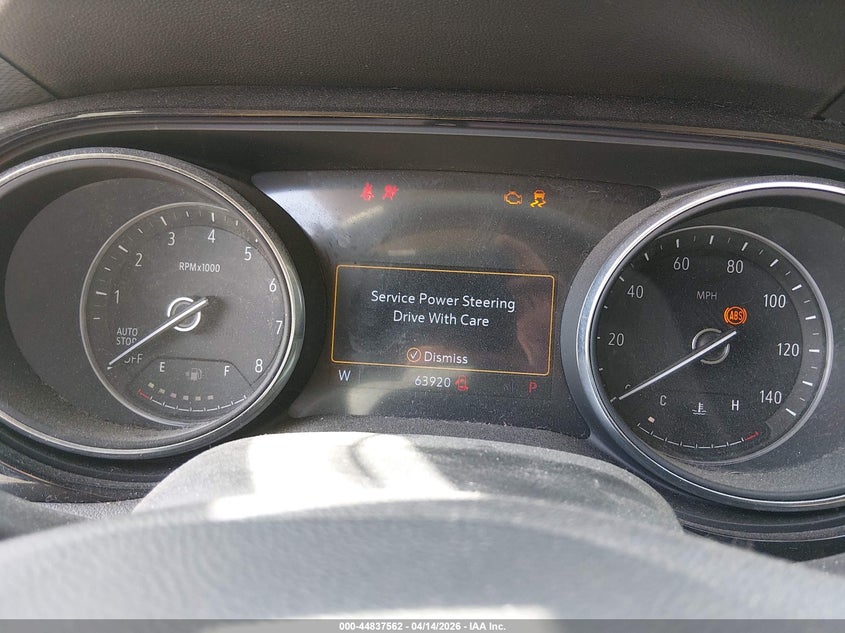 1 2 3 4 5 6 7 8
RPMx1000
AUTO
STOP
OFF
E F
Service Power Steering
Drive With Care
Dismiss
W 63920 P
20 40 60 80 100 120 140
MPH
ABS
C H
000-44837562 - 04/14/2026 - IAA Inc.